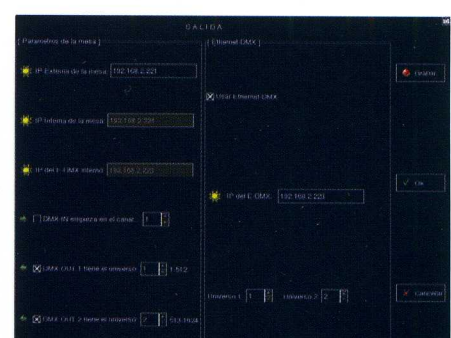 CALIDA
[ Parametros de la mesa ]
IP Externa de la mesa: 192.168.2.221
IP Interna de la mesa:
IP del E-DMX interno:
DMX-IN empieza en el canal: 1
DMX-OUT 1 tiene el universo: 1 1-512
DMX-OUT 2 tiene el universo: 2 513-1024
[ Ethernet DMX ]
Usar Ethernet-DMX
IP del E-DMX: 192.168.2.223
Universo 1: 1 Universo 2: 2
Ok
Cancelar